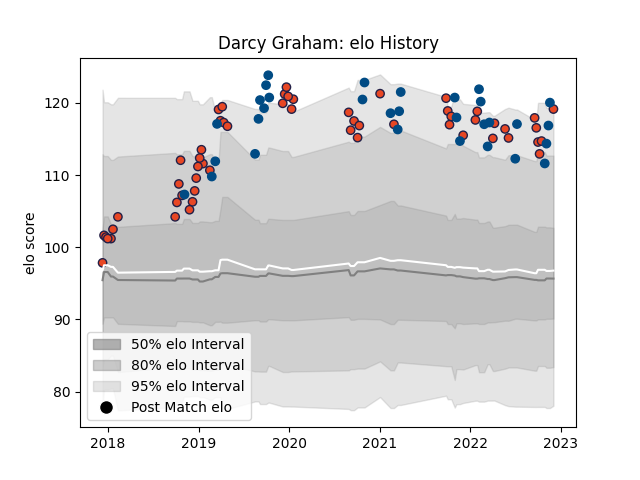 Darcy Graham: elo History
elo score
120
110
100
90
80
50% elo Interval
80% elo Interval
95% elo Interval
Post Match elo
2018 2019 2020 2021 2022 2023